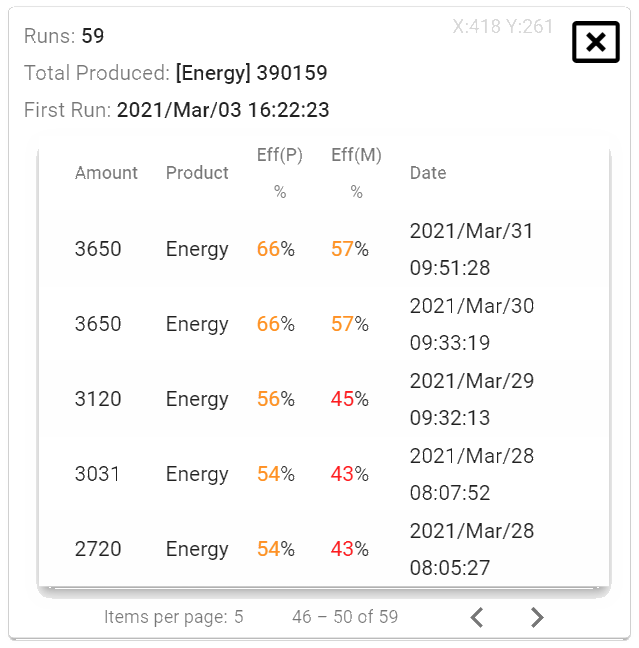 X:418 Y:261
Runs: 59
Total Produced: [Energy] 390159
First Run: 2021/Mar/03 16:22:23
Amount Product Eff(P) % Eff(M) % Date
3650 Energy 66% 57% 2021/Mar/31 09:51:28
3650 Energy 66% 57% 2021/Mar/30 09:33:19
3120 Energy 56% 45% 2021/Mar/29 09:32:13
3031 Energy 54% 43% 2021/Mar/28 08:07:52
2720 Energy 54% 43% 2021/Mar/28 08:05:27
Items per page: 5 46 – 50 of 59